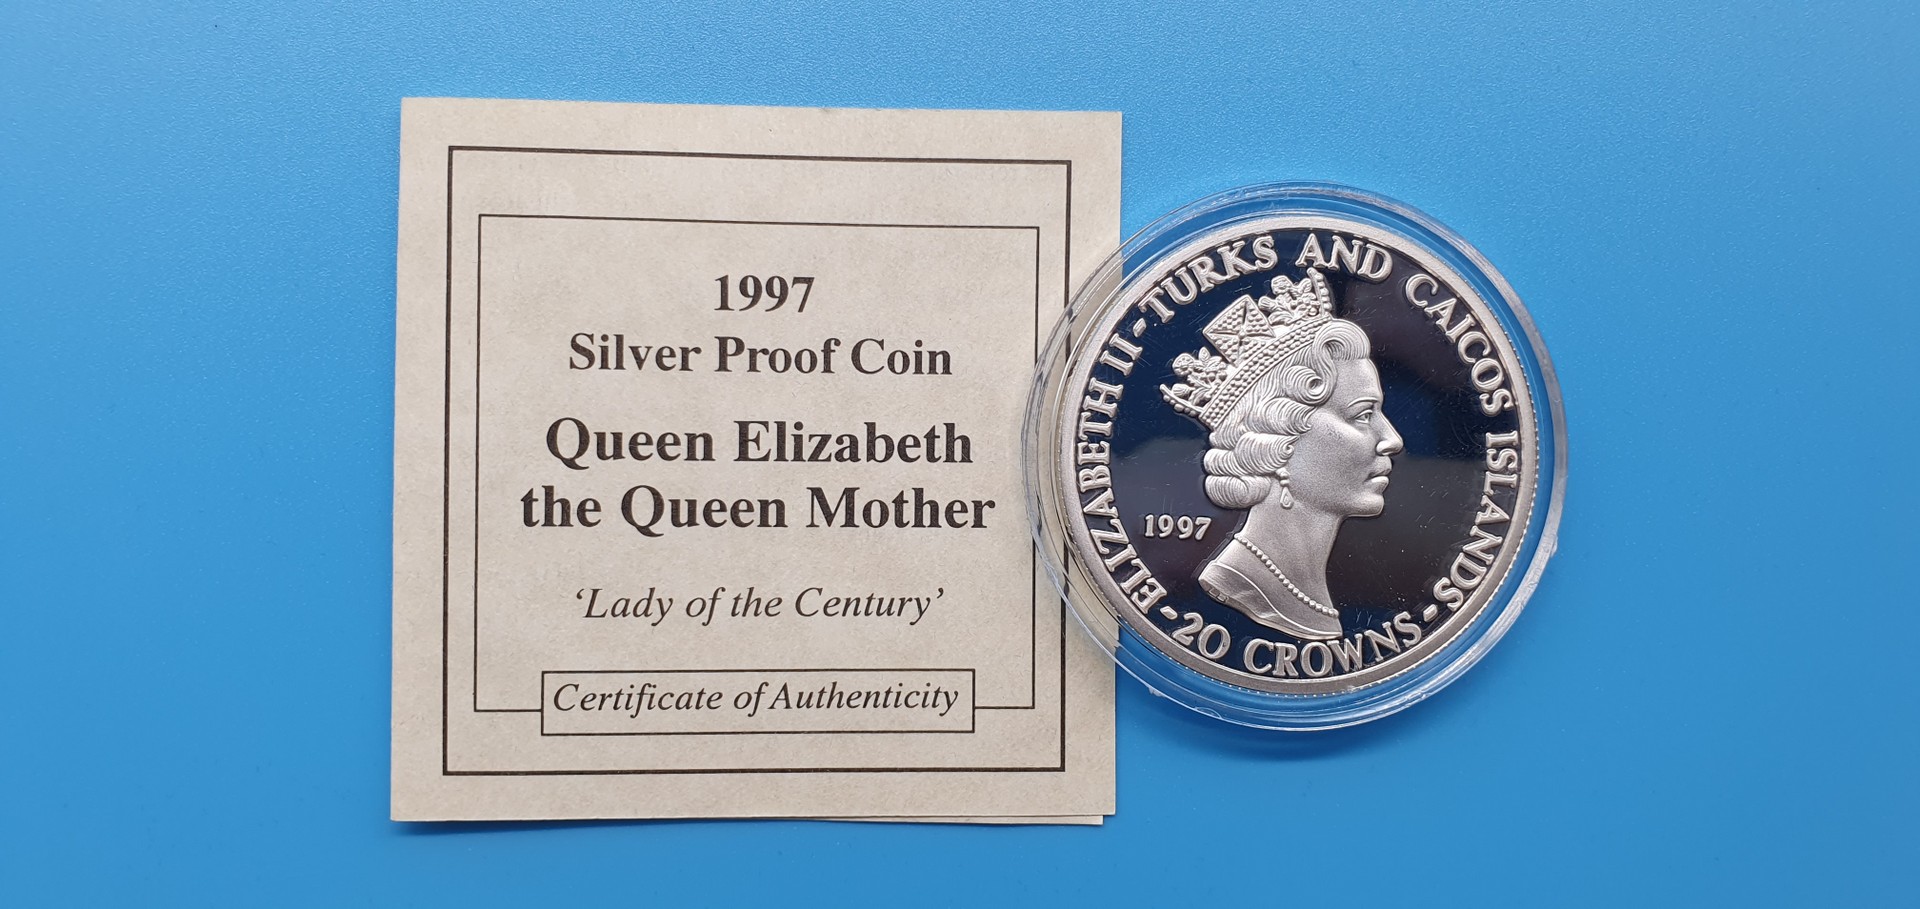 1997
Silver Proof Coin
Queen Elizabeth
the Queen Mother
‘Lady of the Century’
Certificate of Authenticity
ELIZABETH II - TURKS AND CAICOS ISLANDS -
1997
- 20 CROWNS -